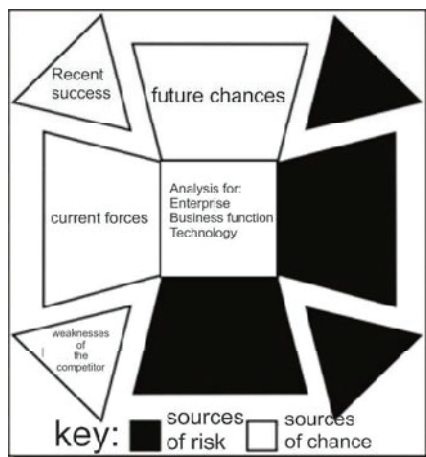 Recent
success
future chances
current forces
Analysis for:
Enterprise
Business function
Technology
weaknesses
of
the
competitor
key:
sources
of risk
sources
of chance